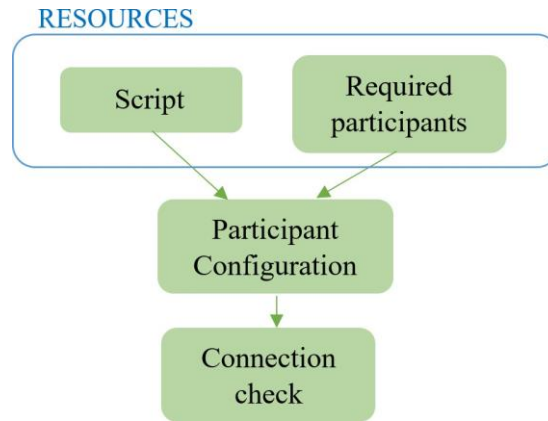 RESOURCES
Script
Required
participants
Participant
Configuration
Connection
check